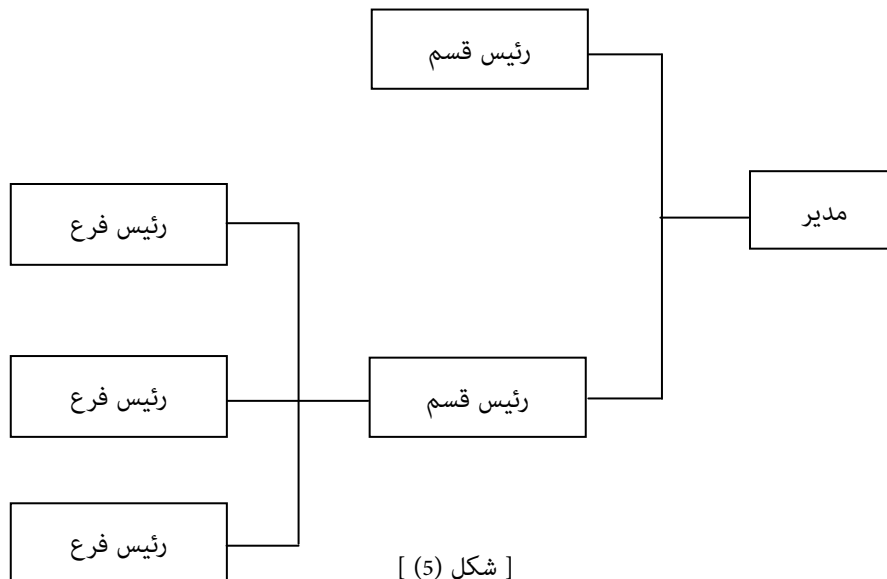 رئيس قسم
مدير
رئيس فرع
رئيس قسم
رئيس فرع
رئيس فرع
[ شكل (5) ]